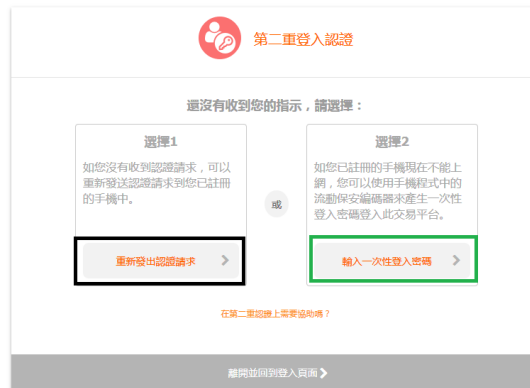 第二重登入認證
還沒有收到您的指示，請選擇：
選擇1
如您沒有收到認證請求，可以
重新發送認證請求到您已註冊
的手機中。
重新發出認證請求
或
選擇2
如您已註冊的手機現在不能上
網，您可以使用手機程式中的
流動保安編碼器來產生一次性
登入密碼登入此交易平台。
輸入一次性登入密碼
在第二重認證上需要協助嗎？
離開並回到登入頁面